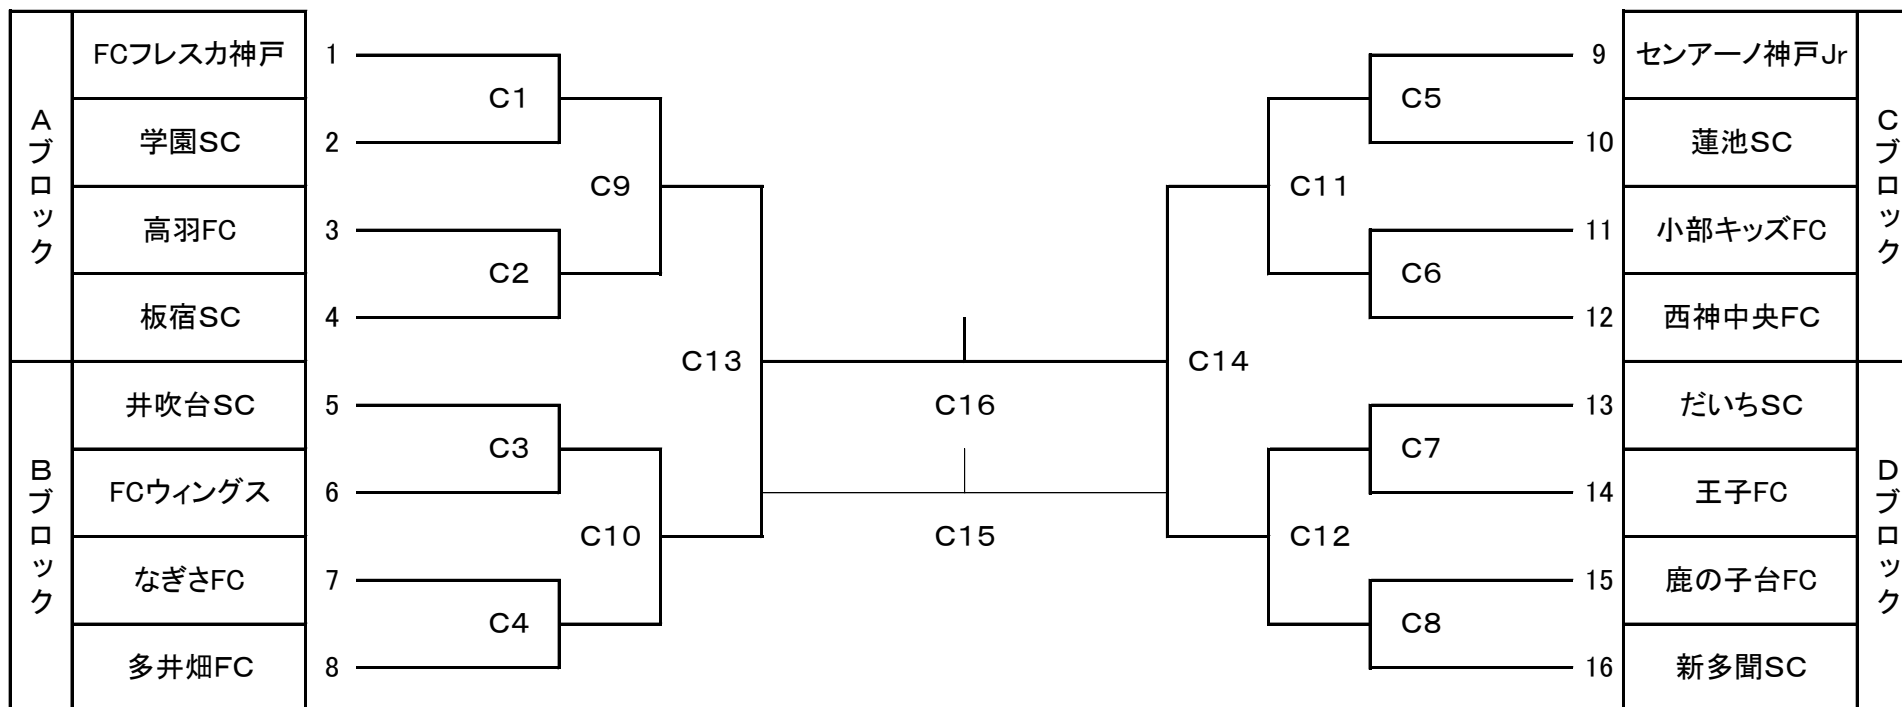 Aブロック
FCフレスカ神戸 1
学園SC 2
高羽FC 3
板宿SC 4
Bブロック
井吹台SC 5
FCウィングス 6
なぎさFC 7
多井畑FC 8
C1
C2
C3
C4
C9
C10
C13
C16
C15
C14
C11
C12
C5
C6
C7
C8
9 センアーノ神戸Jr
10 蓮池SC
11 小部キッズFC
12 西神中央FC
Cブロック
13 だいちSC
14 王子FC
15 鹿の子台FC
16 新多聞SC
Dブロック